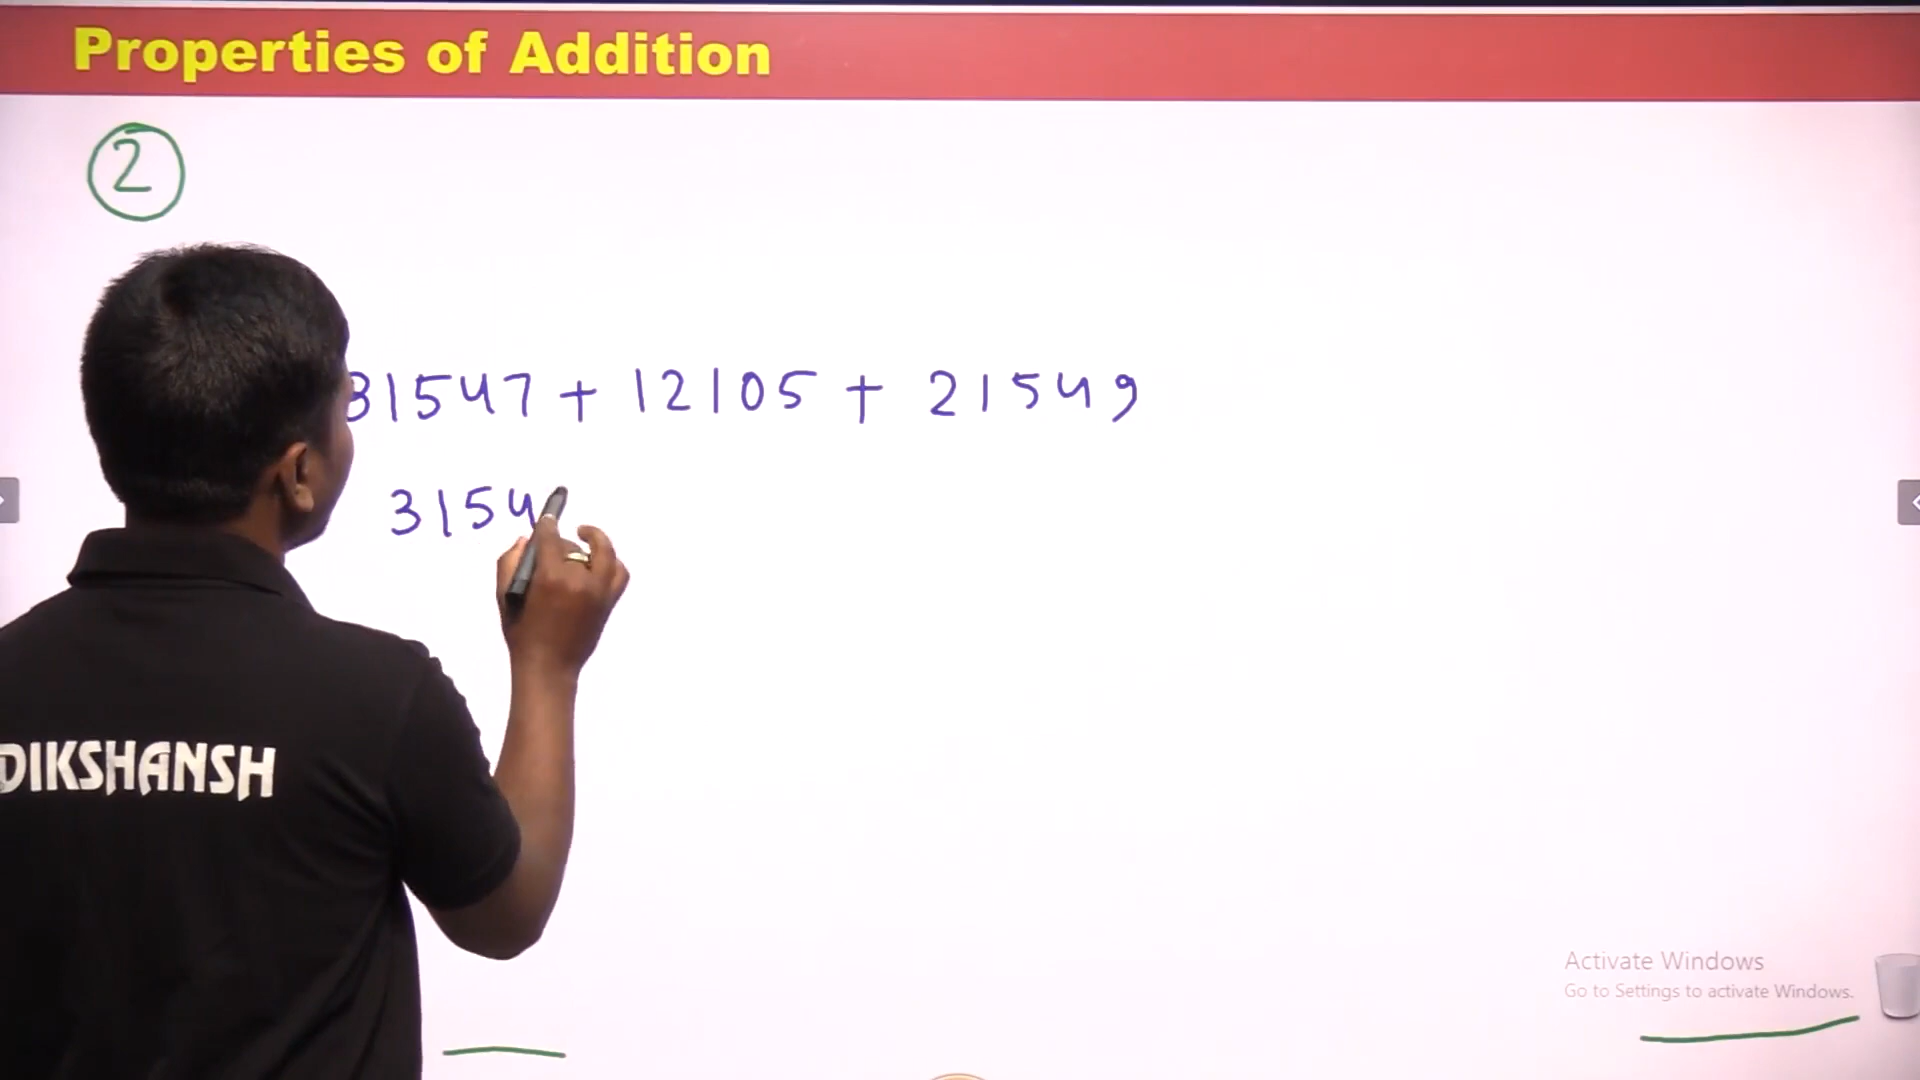 Properties of Addition
2
31547 + 12105 + 21549
3154
DIKSHANSH
Activate Windows
Go to Settings to activate Windows.